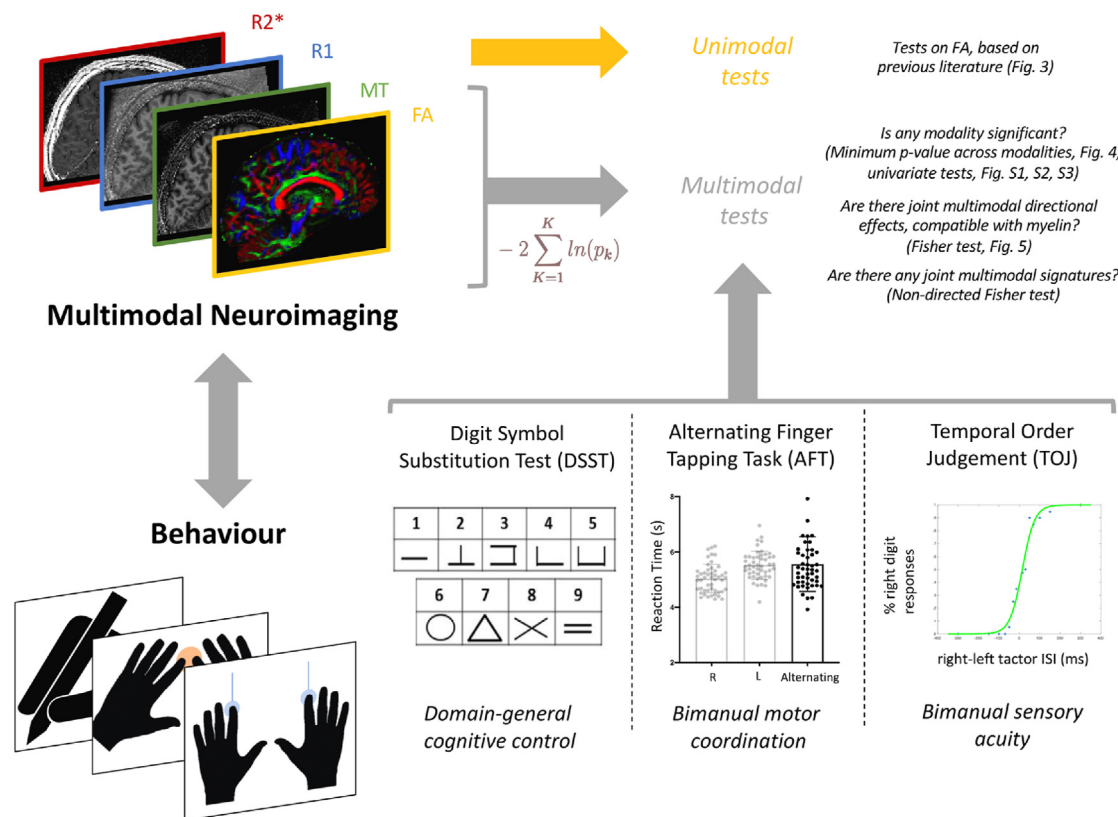 R2*
R1
MT
FA
Multimodal Neuroimaging
Behaviour
Unimodal
tests
Tests on FA, based on
previous literature (Fig. 3)
Multimodal
tests
− 2 ∑ ln(pk)
K
K=1
Is any modality significant?
(Minimum p-value across modalities, Fig. 4,
univariate tests, Fig. S1, S2, S3)
Are there joint multimodal directional
effects, compatible with myelin?
(Fisher test, Fig. 5)
Are there any joint multimodal signatures?
(Non-directed Fisher test)
Digit Symbol
Substitution Test (DSST)
1 2 3 4 5
6 7 8 9
Domain-general
cognitive control
Alternating Finger
Tapping Task (AFT)
Reaction Time (s)
8
6
4
2
R L Alternating
Bimanual motor
coordination
Temporal Order
Judgement (TOJ)
% right digit
responses
right-left tactor ISI (ms)
Bimanual sensory
acuity